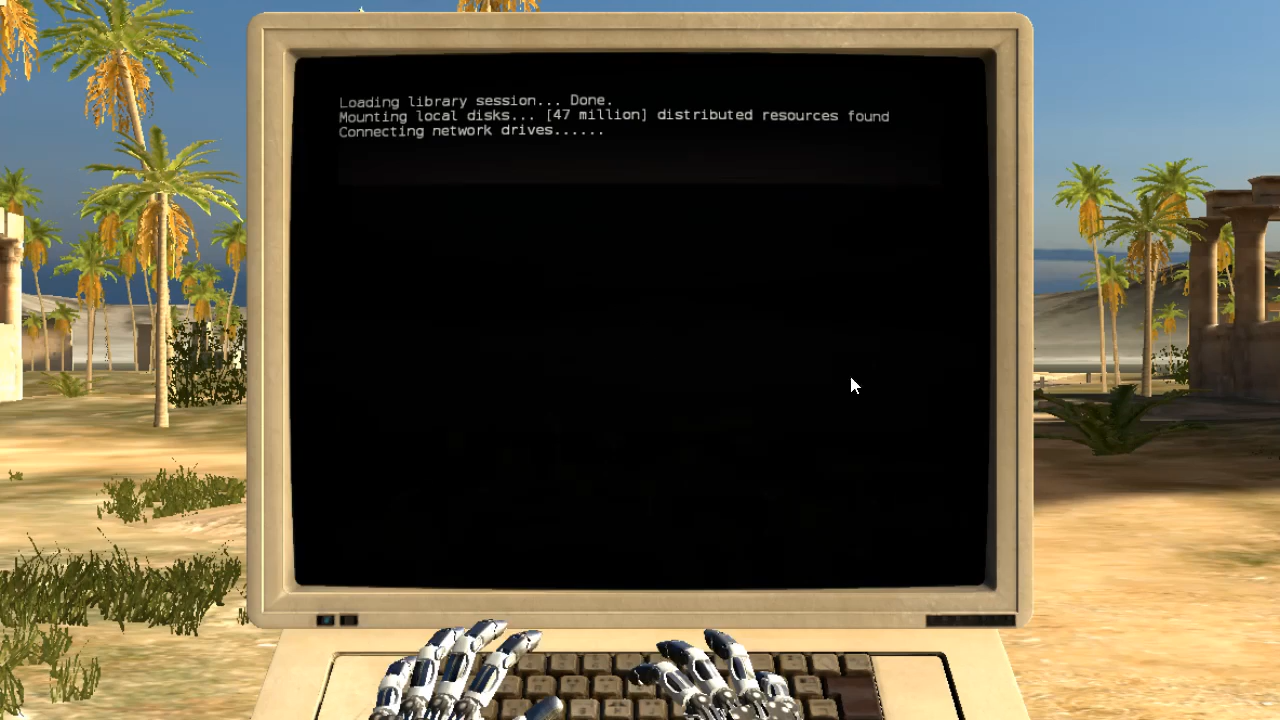 Loading library session... Done.
Mounting local disks... [47 million] distributed resources found
Connecting network drives......